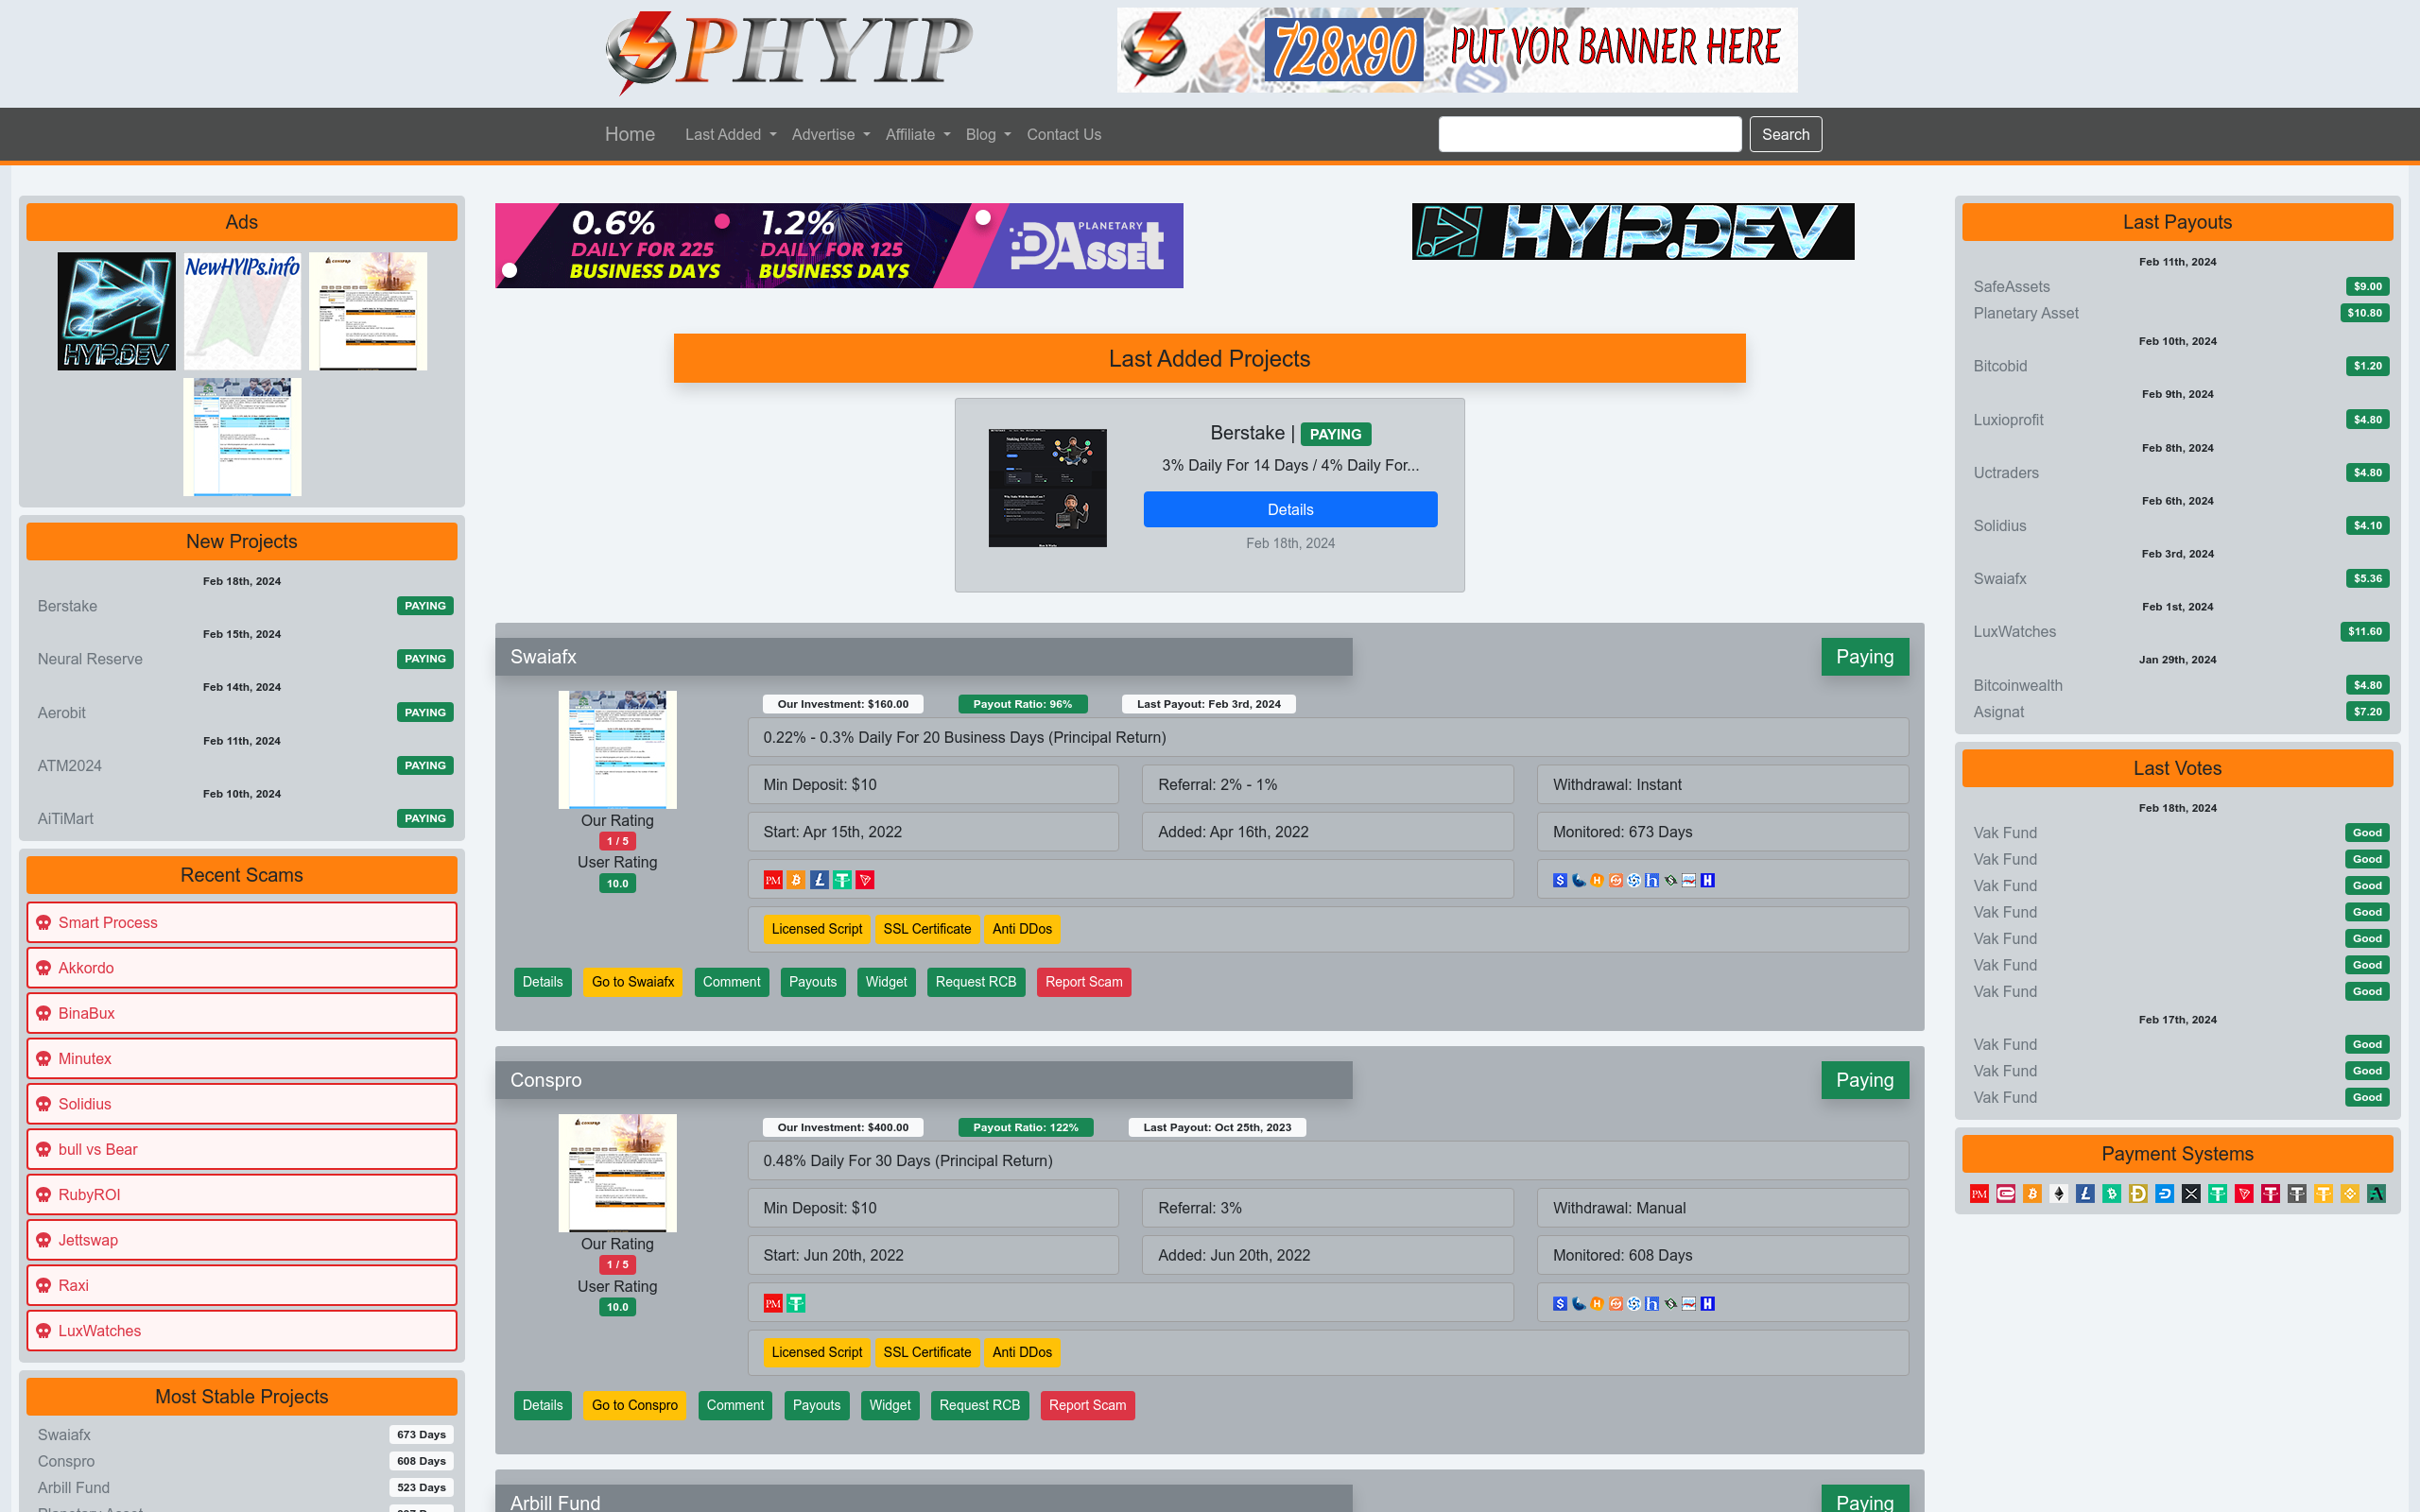 PHYIP
728x90 PUT YOR BANNER HERE
Home Last Added Advertise Affiliate Blog Contact Us Search
Ads
HYIP.DEV
NewHYIPs.info
New Projects
Feb 18th, 2024
Berstake PAYING
Feb 15th, 2024
Neural Reserve PAYING
Feb 14th, 2024
Aerobit PAYING
Feb 11th, 2024
ATM2024 PAYING
Feb 10th, 2024
AiTiMart PAYING
Recent Scams
Smart Process
Akkordo
BinaBux
Minutex
Solidius
bull vs Bear
RubyROI
Jettswap
Raxi
LuxWatches
Most Stable Projects
Swaiafx 673 Days
Conspro 608 Days
Arbill Fund 523 Days
0.6% DAILY FOR 225 BUSINESS DAYS
1.2% DAILY FOR 125 BUSINESS DAYS
PLANETARY Asset
HYIP.DEV
Last Added Projects
Berstake | PAYING
3% Daily For 14 Days / 4% Daily For...
Details
Feb 18th, 2024
Swaiafx Paying
Our Investment: $160.00 Payout Ratio: 96% Last Payout: Feb 3rd, 2024
0.22% - 0.3% Daily For 20 Business Days (Principal Return)
Min Deposit: $10 Referral: 2% - 1% Withdrawal: Instant
Our Rating
1 / 5
User Rating
10.0
Start: Apr 15th, 2022 Added: Apr 16th, 2022 Monitored: 673 Days
Licensed Script SSL Certificate Anti DDos
Details Go to Swaiafx Comment Payouts Widget Request RCB Report Scam
Conspro Paying
Our Investment: $400.00 Payout Ratio: 122% Last Payout: Oct 25th, 2023
0.48% Daily For 30 Days (Principal Return)
Min Deposit: $10 Referral: 3% Withdrawal: Manual
Our Rating
1 / 5
User Rating
10.0
Start: Jun 20th, 2022 Added: Jun 20th, 2022 Monitored: 608 Days
Licensed Script SSL Certificate Anti DDos
Details Go to Conspro Comment Payouts Widget Request RCB Report Scam
Arbill Fund Paying
Last Payouts
Feb 11th, 2024
SafeAssets $9.00
Planetary Asset $10.80
Feb 10th, 2024
Bitcobid $1.20
Feb 9th, 2024
Luxioprofit $4.80
Feb 8th, 2024
Uctraders $4.80
Feb 6th, 2024
Solidius $4.10
Feb 3rd, 2024
Swaiafx $5.36
Feb 1st, 2024
LuxWatches $11.60
Jan 29th, 2024
Bitcoinwealth $4.80
Asignat $7.20
Last Votes
Feb 18th, 2024
Vak Fund Good
Vak Fund Good
Vak Fund Good
Vak Fund Good
Vak Fund Good
Vak Fund Good
Vak Fund Good
Feb 17th, 2024
Vak Fund Good
Vak Fund Good
Vak Fund Good
Payment Systems